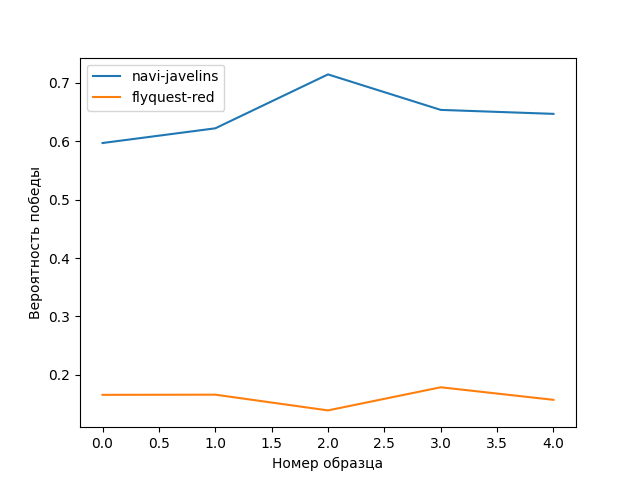 navi-javelins
flyquest-red
0.7
0.6
0.5
0.4
0.3
0.2
Вероятность победы
0.0 0.5 1.0 1.5 2.0 2.5 3.0 3.5 4.0
Номер образца